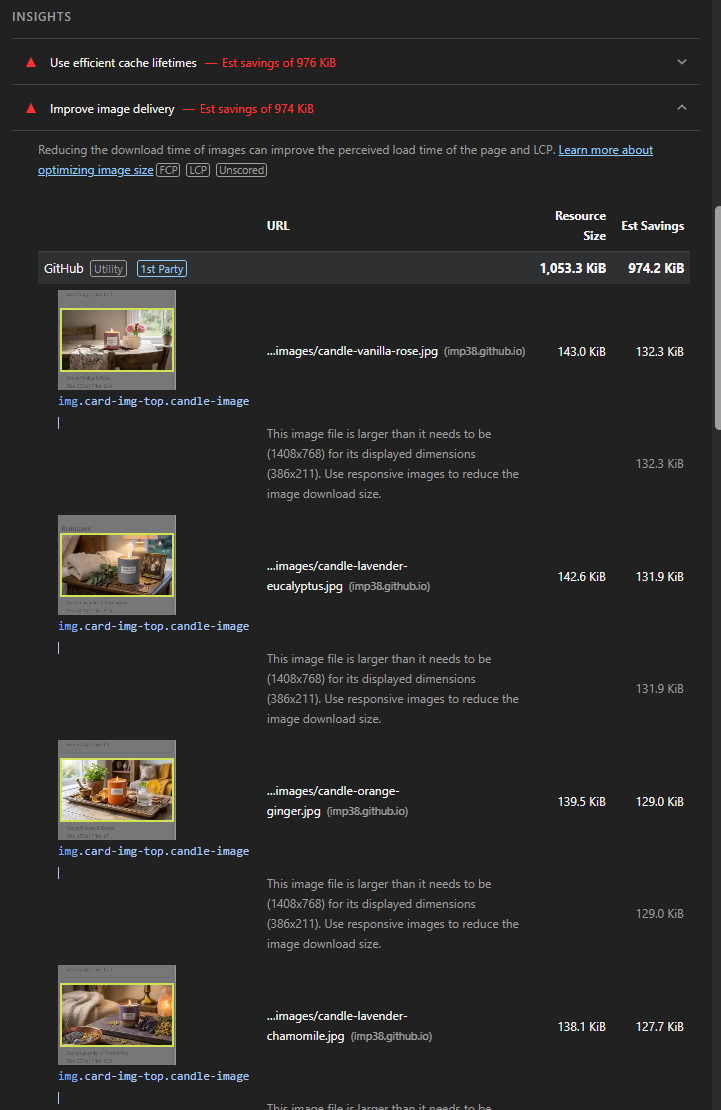 INSIGHTS
Use efficient cache lifetimes — Est savings of 976 KiB
Improve image delivery — Est savings of 974 KiB
Reducing the download time of images can improve the perceived load time of the page and LCP. Learn more about
optimizing image size FCP LCP Unscored
URL Resource Size Est Savings
GitHub Utility 1st Party 1,053.3 KiB 974.2 KiB
...images/candle-vanilla-rose.jpg (imp38.github.io) 143.0 KiB 132.3 KiB
img.card-img-top.candle-image
This image file is larger than it needs to be
(1408x768) for its displayed dimensions
(386x211). Use responsive images to reduce the
image download size.
132.3 KiB
...images/candle-lavender-
eucalyptus.jpg (imp38.github.io)
142.6 KiB 131.9 KiB
img.card-img-top.candle-image
This image file is larger than it needs to be
(1408x768) for its displayed dimensions
(386x211). Use responsive images to reduce the
image download size.
131.9 KiB
...images/candle-orange-
ginger.jpg (imp38.github.io)
139.5 KiB 129.0 KiB
img.card-img-top.candle-image
This image file is larger than it needs to be
(1408x768) for its displayed dimensions
(386x211). Use responsive images to reduce the
image download size.
129.0 KiB
...images/candle-lavender-
chamomile.jpg (imp38.github.io)
138.1 KiB 127.7 KiB
img.card-img-top.candle-image
This image file is larger than it needs to be